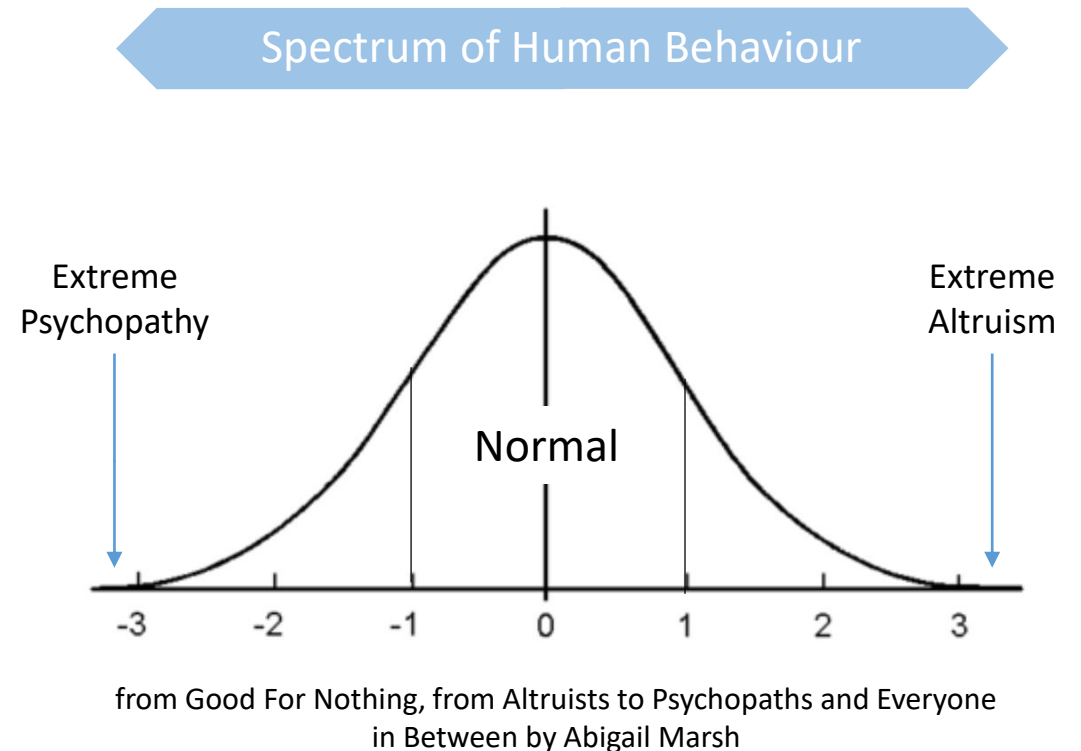 Spectrum of Human Behaviour
Extreme
Psychopathy
Extreme
Altruism
Normal
-3 -2 -1 0 1 2 3
from Good For Nothing, from Altruists to Psychopaths and Everyone
in Between by Abigail Marsh